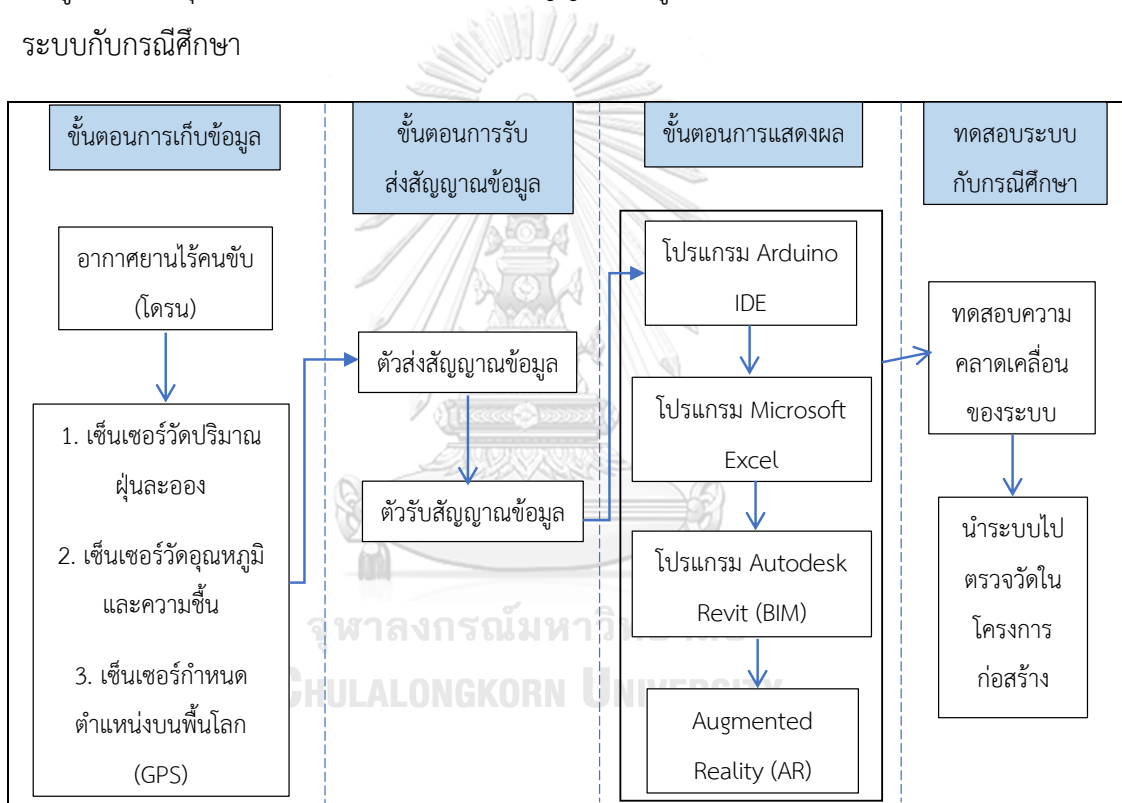 ระบบกับกรณีศึกษา
ขั้นตอนการเก็บข้อมูล
อากาศยานไร้คนขับ
(โดรน)
1. เซ็นเซอร์วัดปริมาณ
ฝุ่นละออง
2. เซ็นเซอร์วัดอุณหภูมิ
และความชื้น
3. เซ็นเซอร์กำหนด
ตำแหน่งบนพื้นโลก
(GPS)
ขั้นตอนการรับ
ส่งสัญญาณข้อมูล
ตัวส่งสัญญาณข้อมูล
ตัวรับสัญญาณข้อมูล
ขั้นตอนการแสดงผล
โปรแกรม Arduino
IDE
โปรแกรม Microsoft
Excel
โปรแกรม Autodesk
Revit (BIM)
Augmented
Reality (AR)
ทดสอบระบบ
กับกรณีศึกษา
ทดสอบความ
คลาดเคลื่อน
ของระบบ
นำระบบไป
ตรวจวัดใน
โครงการ
ก่อสร้าง
จุฬาลงกรณ์มหาวิทยาลัย
CHULALONGKORN UNIVERSITY